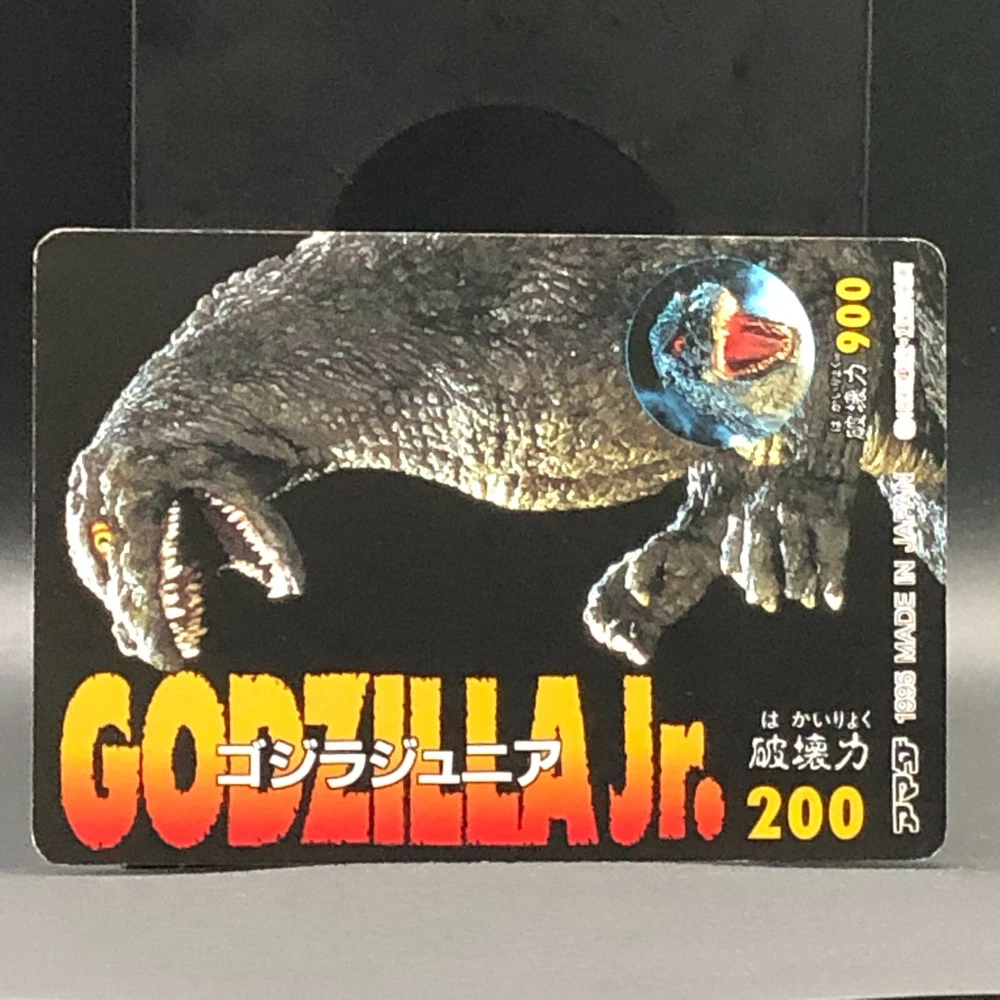 GODZILLA Jr.
ゴジラジュニア
はかいりょく
破壊力
200
はかいりょく
破壊力 900
アマダ 1995 MADE IN JAPAN